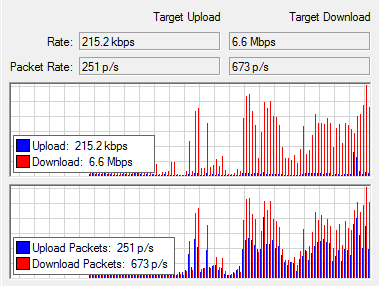 Target Upload Target Download
Rate: 215.2 kbps 6.6 Mbps
Packet Rate: 251 p/s 673 p/s
Upload: 215.2 kbps
Download: 6.6 Mbps
Upload Packets: 251 p/s
Download Packets: 673 p/s